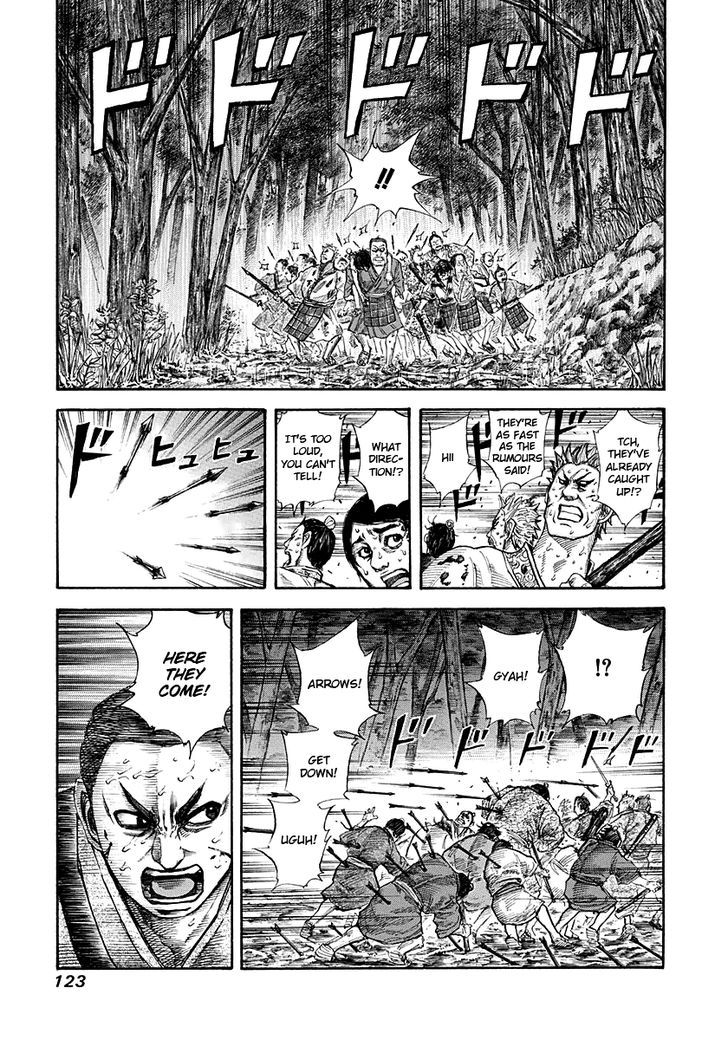 ド ド ド ド ド
!!
TCH,
THEY'VE
ALREADY
CAUGHT
UP!?
THEY'RE
AS FAST
AS THE
RUMOURS
SAID!
HII
WHAT
DIREC-
TION!?
IT'S TOO
LOUD,
YOU CAN'T
TELL!
ド
ヒュヒュ
!?
GYAH!
ARROWS!
GET
DOWN!
UGUH!
ド ド ド ド/ド
HERE
THEY
COME!
123